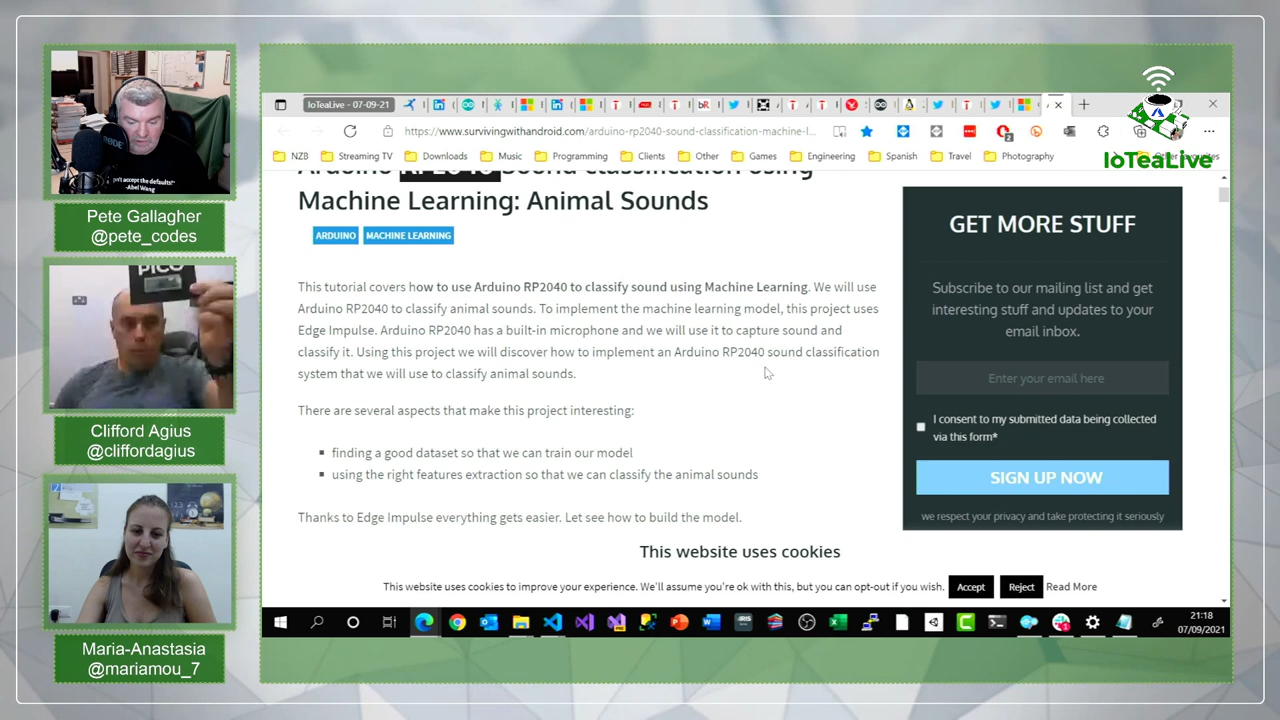 CODE
"n't accept the defaults!"
-Abel Wang
Pete Gallagher
@pete_codes
PICO
Clifford Agius
@cliffordagius
Maria-Anastasia
@mariamou_7
IoTeaLive - 07-09-21
https://www.survivingwithandroid.com/arduino-rp2040-sound-classification-machine-l...
IoTeaLive
NZB
Streaming TV
Downloads
Music
Programming
Clients
Other
Games
Engineering
Spanish
Travel
Photography
Arduino RP2040 Sound Classification Using
Machine Learning: Animal Sounds
ARDUINO
MACHINE LEARNING
This tutorial covers how to use Arduino RP2040 to classify sound using Machine Learning. We will use
Arduino RP2040 to classify animal sounds. To implement the machine learning model, this project uses
Edge Impulse. Arduino RP2040 has a built-in microphone and we will use it to capture sound and
classify it. Using this project we will discover how to implement an Arduino RP2040 sound classification
system that we will use to classify animal sounds.
There are several aspects that make this project interesting:
finding a good dataset so that we can train our model
using the right features extraction so that we can classify the animal sounds
Thanks to Edge Impulse everything gets easier. Let see how to build the model.
GET MORE STUFF
Subscribe to our mailing list and get
interesting stuff and updates to your
email inbox.
Enter your email here
I consent to my submitted data being collected
via this form*
SIGN UP NOW
we respect your privacy and take protecting it seriously
This website uses cookies
This website uses cookies to improve your experience. We'll assume you're ok with this, but you can opt-out if you wish.
Accept
Reject
Read More
21:18
07/09/2021